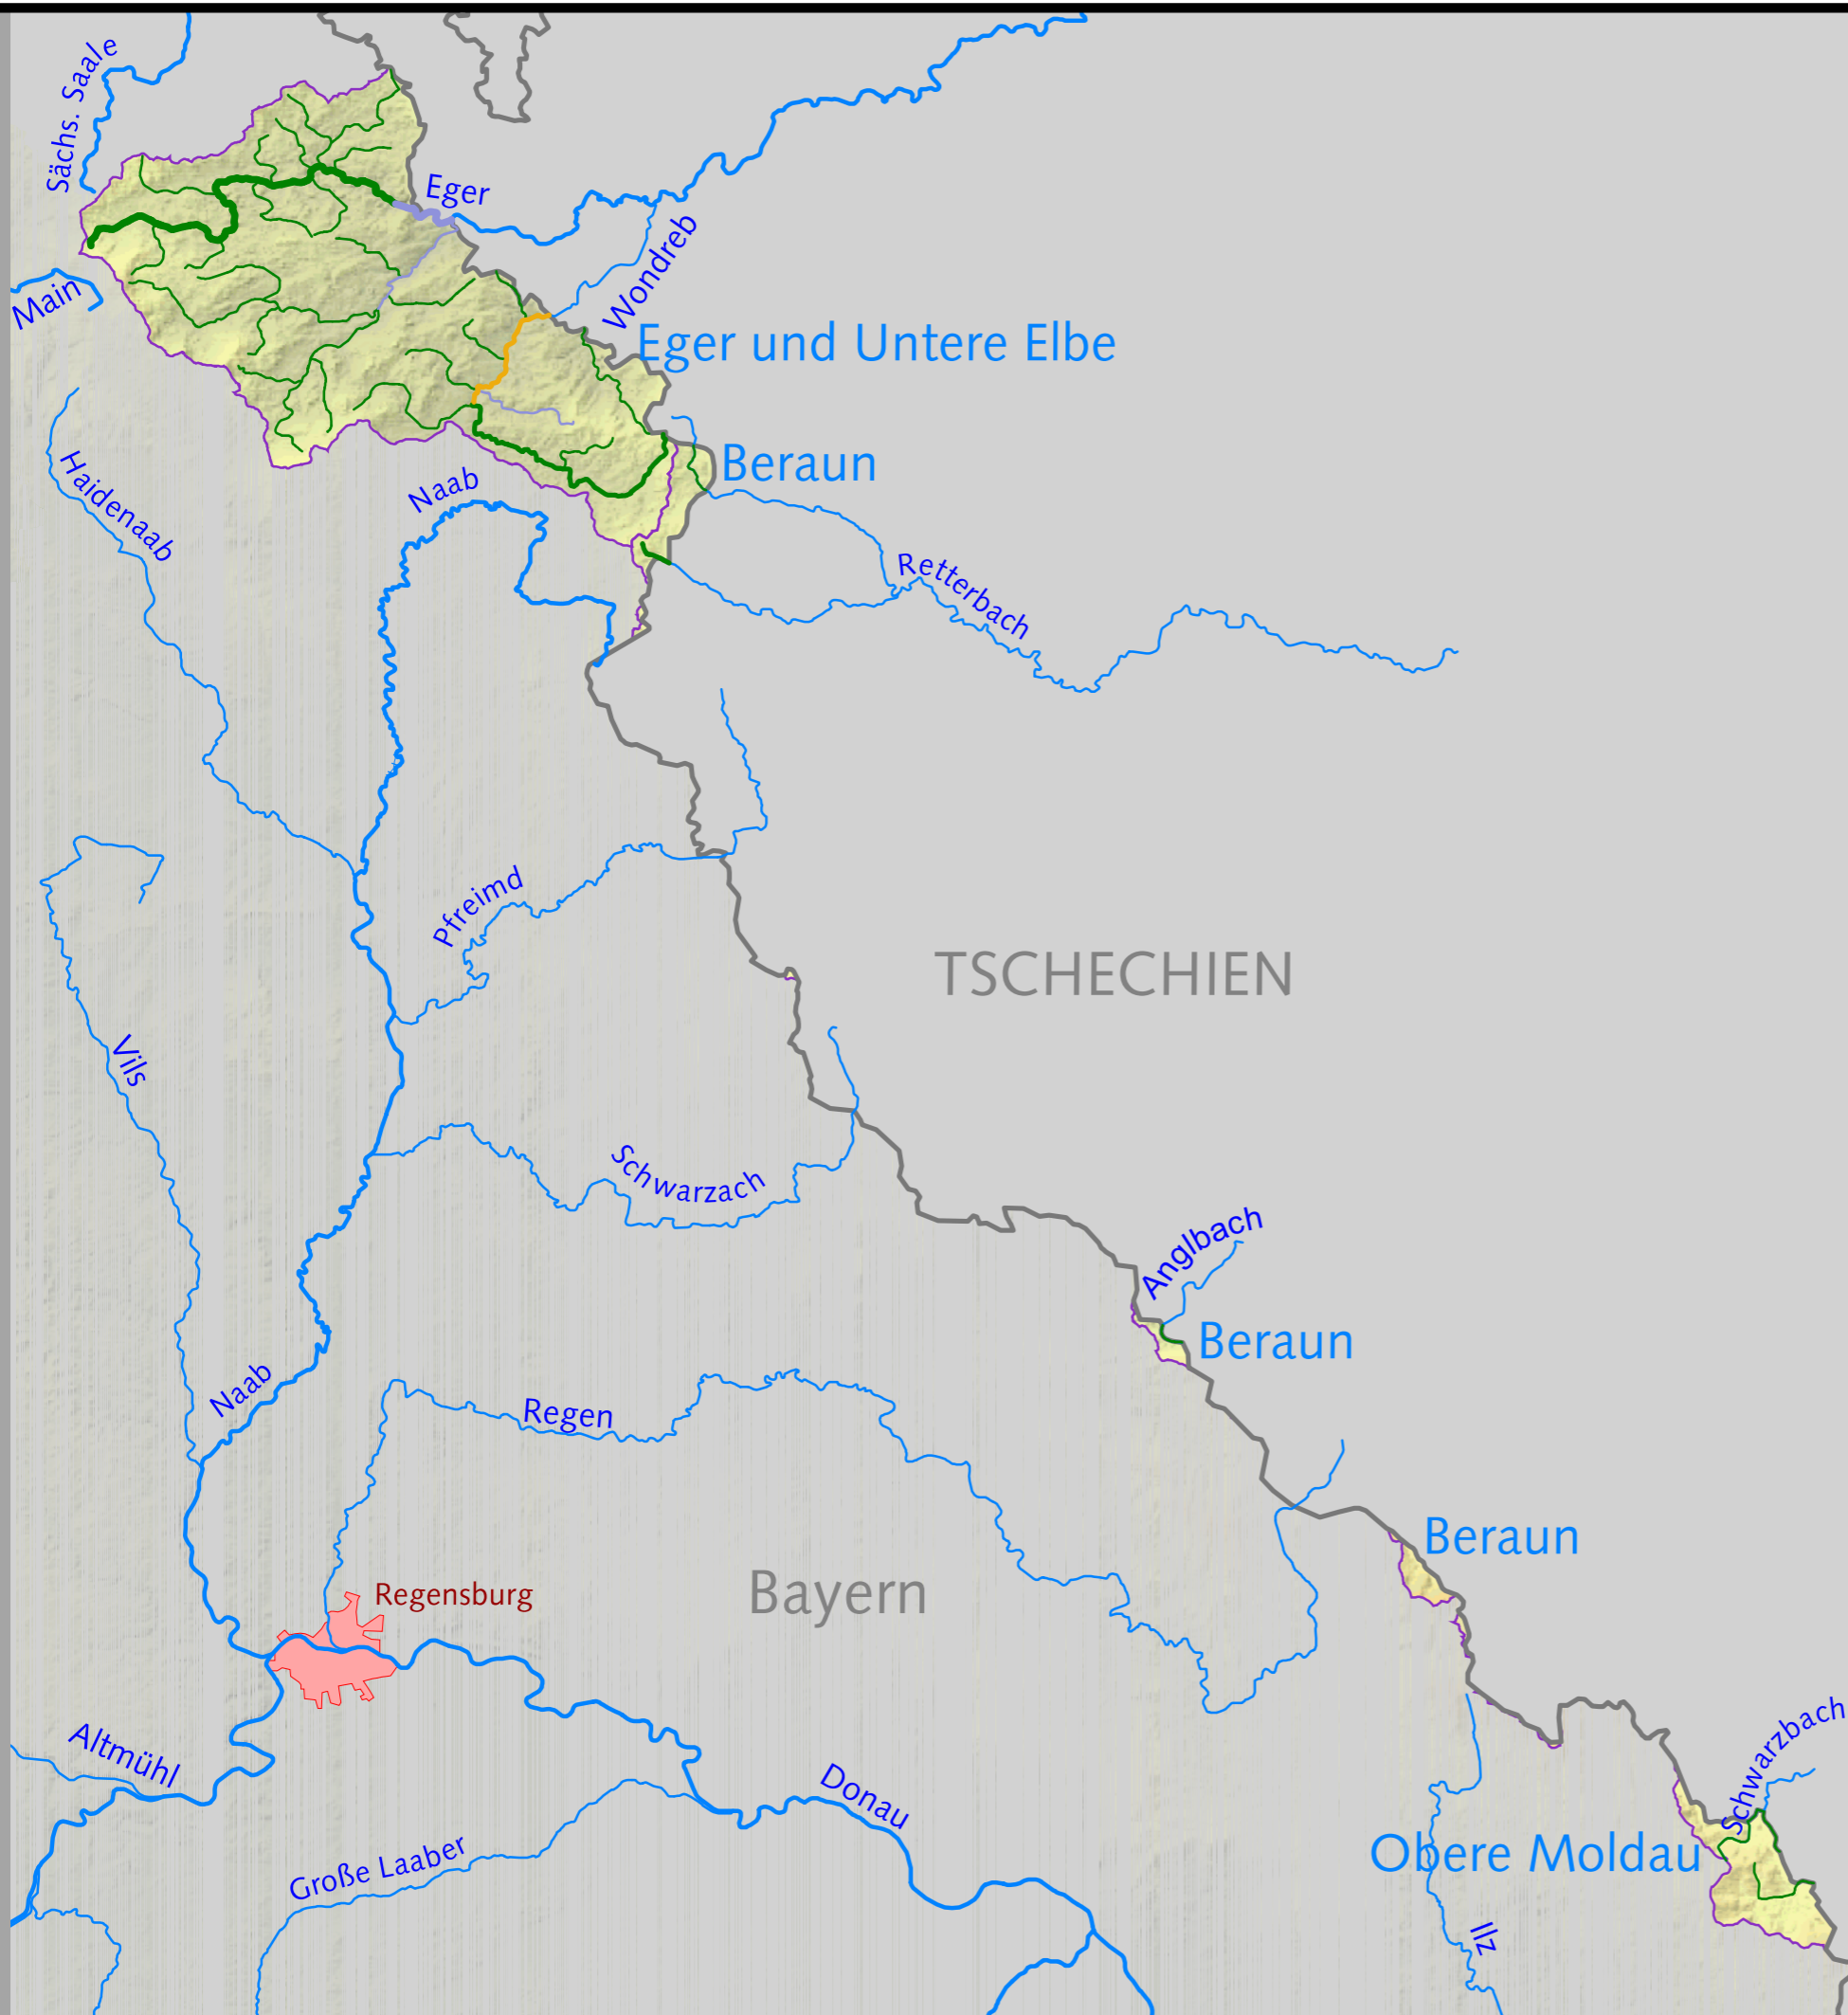 Sächs. Saale
Eger
Wondreb
Main
Eger und Untere Elbe
Beraun
Haidenaab
Naab
Retterbach
Pfreimd
TSCHECHIEN
Vils
Schwarzach
Anglbach
Beraun
Naab
Regen
Beraun
Regensburg
Bayern
Schwarzbach
Altmühl
Donau
Obere Moldau
Große Laaber
Ilz